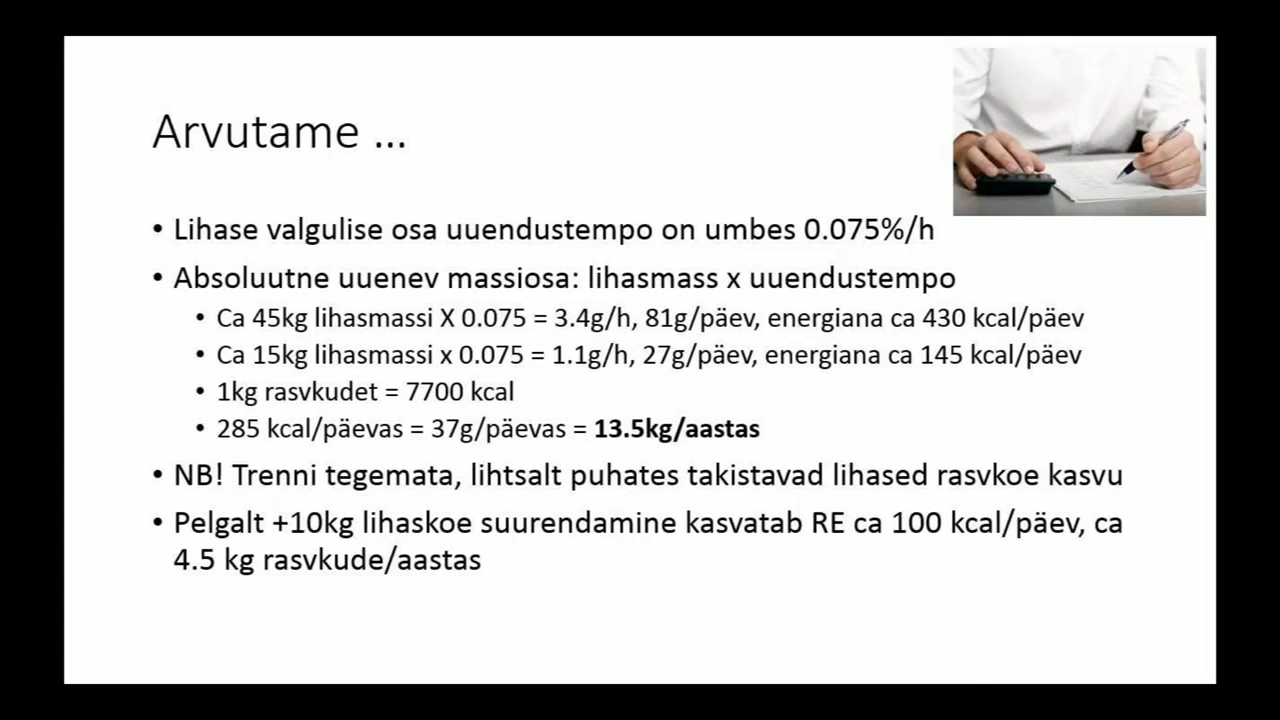 Arvutame …
• Lihase valgulise osa uuendustempo on umbes 0.075%/h
• Absoluutne uuenev massiosa: lihasmass x uuendustempo
• Ca 45kg lihasmassi X 0.075 = 3.4g/h, 81g/päev, energiana ca 430 kcal/päev
• Ca 15kg lihasmassi x 0.075 = 1.1g/h, 27g/päev, energiana ca 145 kcal/päev
• 1kg rasvkudet = 7700 kcal
• 285 kcal/päevas = 37g/päevas = 13.5kg/aastas
• NB! Trenni tegemata, lihtsalt puhates takistavad lihased rasvkoe kasvu
• Pelgalt +10kg lihaskoe suurendamine kasvatab RE ca 100 kcal/päev, ca
4.5 kg rasvkude/aastas